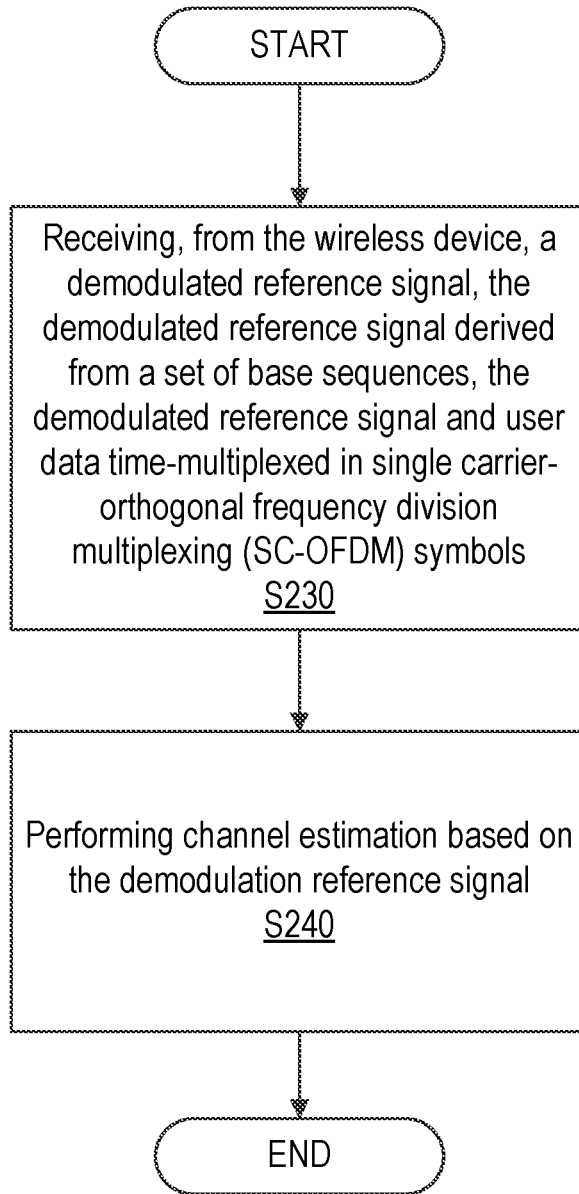 START
Receiving, from the wireless device, a
demodulated reference signal, the
demodulated reference signal derived
from a set of base sequences, the
demodulated reference signal and user
data time-multiplexed in single carrier-
orthogonal frequency division
multiplexing (SC-OFDM) symbols
S230
Performing channel estimation based on
the demodulation reference signal
S240
END